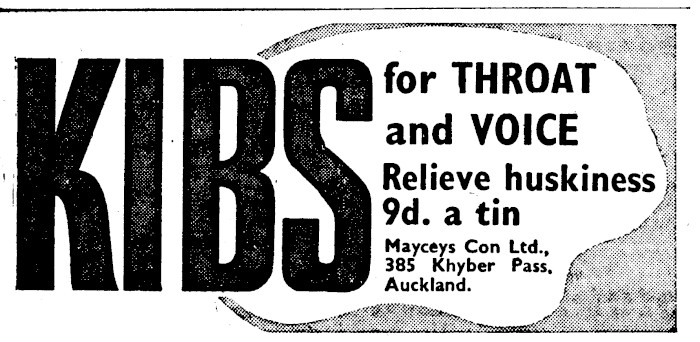 KIBS
for THROAT
and VOICE
Relieve huskiness
9d. a tin
Mayceys Con Ltd.,
385 Khyber Pass,
Auckland.